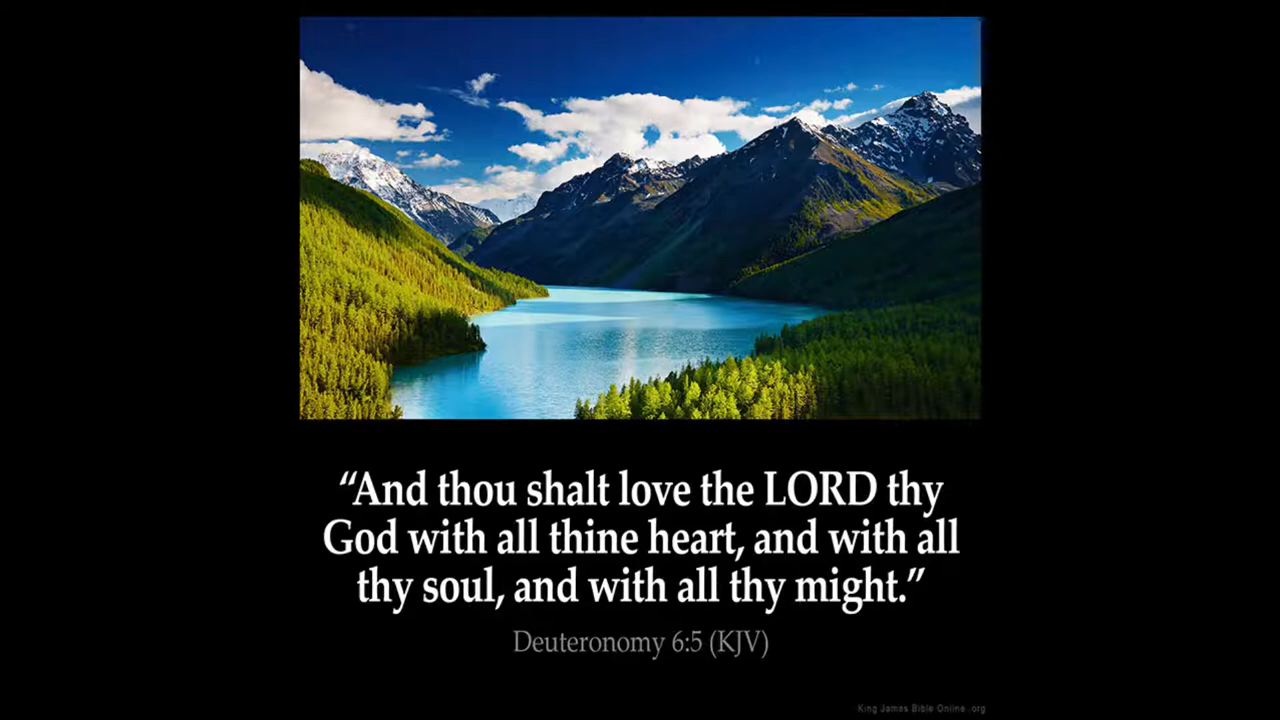 “And thou shalt love the LORD thy
God with all thine heart, and with all
thy soul, and with all thy might.”
Deuteronomy 6:5 (KJV)
King James Bible Online .org